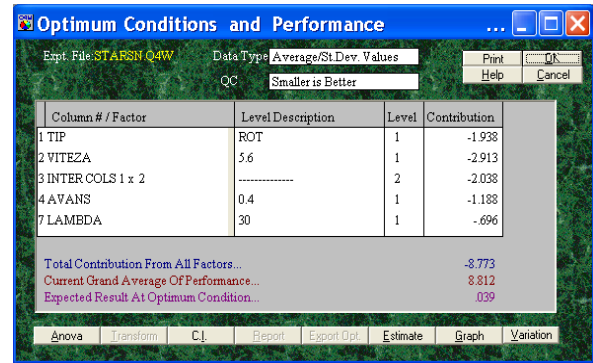 Optimum Conditions and Performance ...
Expt. File:STARSN.Q4W Data Type Average/St.Dev. Values Print OK
QC Smaller is Better Help Cancel
Column # / Factor Level Description Level Contribution
1 TIP ROT 1 -1.938
2 VITEZA 5.6 1 -2.913
3 INTER COLS 1 x 2 -------------- 2 -2.038
4 AVANS 0.4 1 -1.188
7 LAMBDA 30 1 -.696
Total Contribution From All Factors... -8.773
Current Grand Average Of Performance... 8.812
Expected Result At Optimum Condition... .039
Anova Transform C.I. Report Export Opt. Estimate Graph Variation